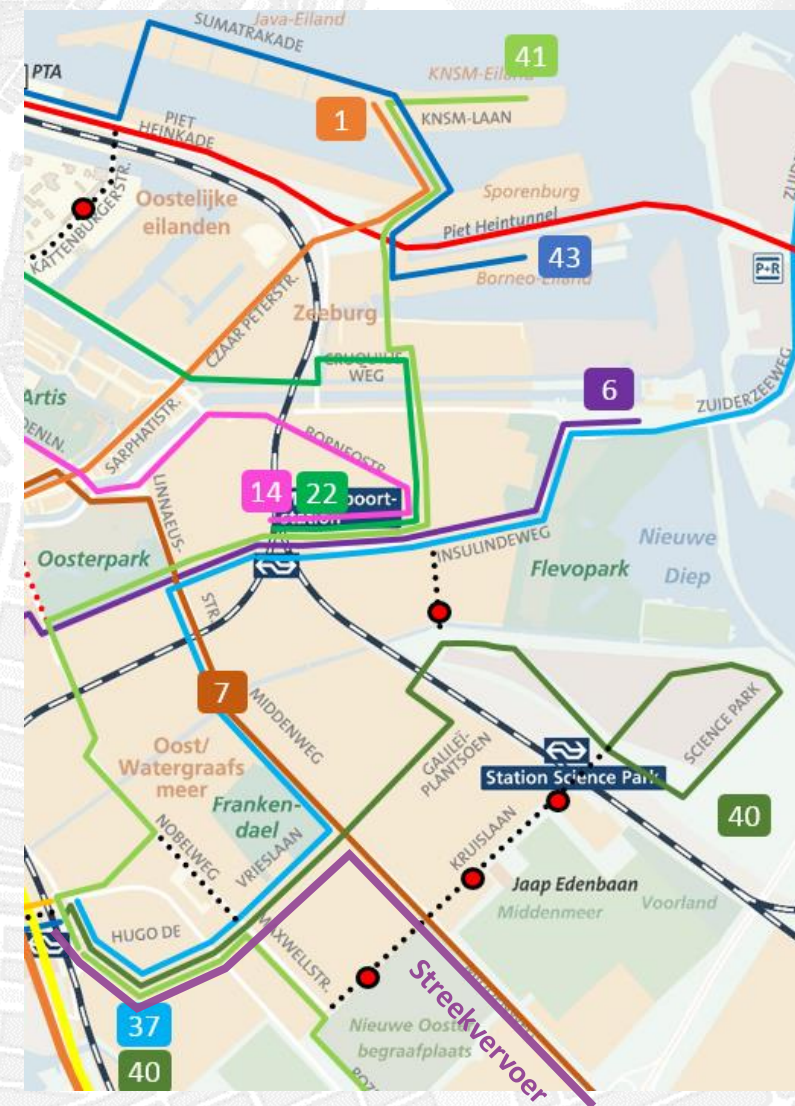 SUMATRAKADE
Java-Eiland
41
PTA
KNSM-Eiland
1
KNSM-LAAN
PIET
HEINKADE
Oostelijke
eilanden
Sporenburg
KATTENBURGERSTR.
Piet Heintunnel
43
P+R
Borneo-Eiland
CZAAR PETERSTR.
Zeeburg
CRUQUIUS
WEG
6
ZUIDERZEEWEG
Artis
SARPHATISTR.
BORNEOSTR.
14
22
poort-
station
LINNAEUS-
STR.
Oosterpark
INSULINDEWEG
Nieuwe
Diep
Flevopark
7
MIDDENWEG
Oost/
Watergraafs
meer
GALILEÏ-
PLANTSOEN
SCIENCE PARK
Station Science Park
Franken-
dael
40
NOBELWEG
KRUISLAAN
HUGO DE
VRIESLAAN
Jaap Edenbaan
Middenmeer
Voorland
MAXWELLSTR.
37
40
Streekvervoer
Nieuwe Ooster
begraafplaats